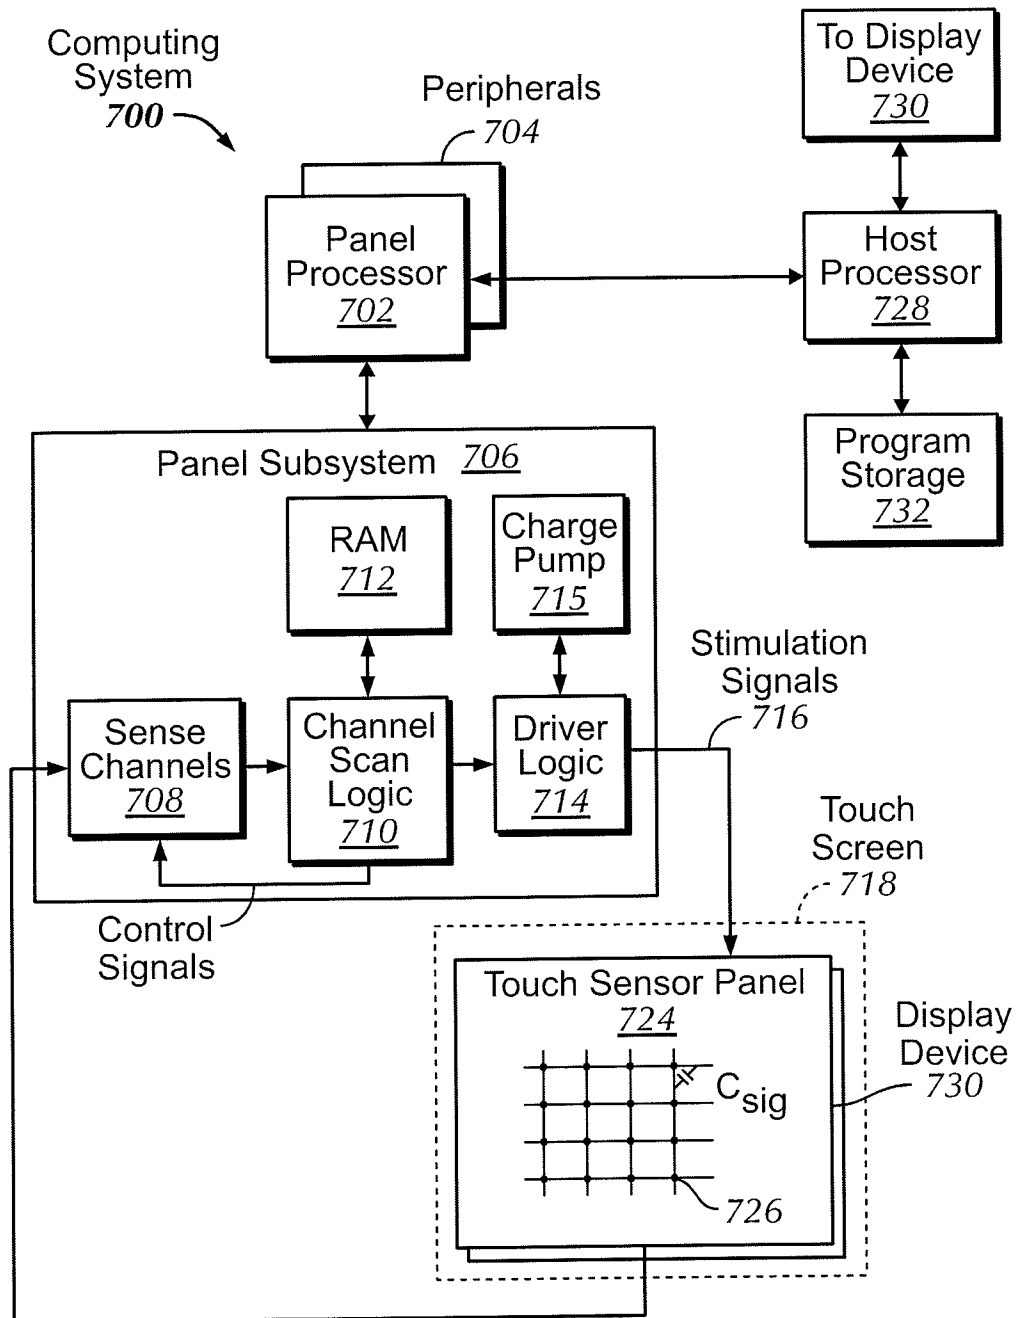 Computing
System
700
Peripherals
704
To Display
Device
730
Panel
Processor
702
Host
Processor
728
Program
Storage
732
Panel Subsystem 706
RAM
712
Charge
Pump
715
Sense
Channels
708
Channel
Scan
Logic
710
Driver
Logic
714
Stimulation
Signals
716
Control
Signals
Touch
Screen
718
Touch Sensor Panel
724
Csig
726
Display
Device
730